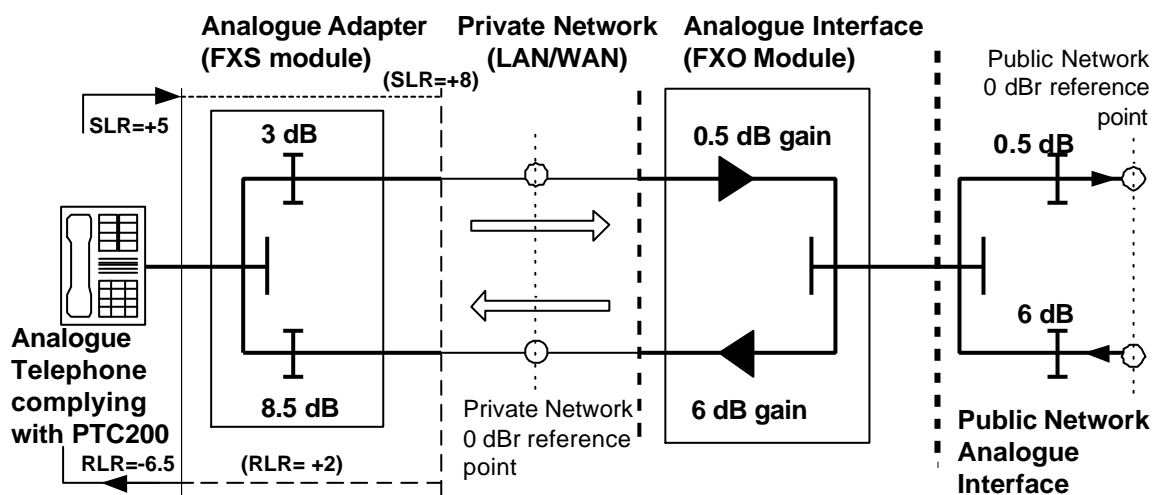 Analogue Adapter
(FXS module)
Private Network
(LAN/WAN)
Analogue Interface
(FXO Module)
Public Network
0 dBr reference
point
(SLR=+8)
SLR=+5
3 dB
0.5 dB gain
0.5 dB
6 dB
8.5 dB
6 dB gain
Private Network
0 dBr reference
point
Analogue
Telephone
complying
with PTC200
RLR=-6.5
(RLR= +2)
Public Network
Analogue
Interface